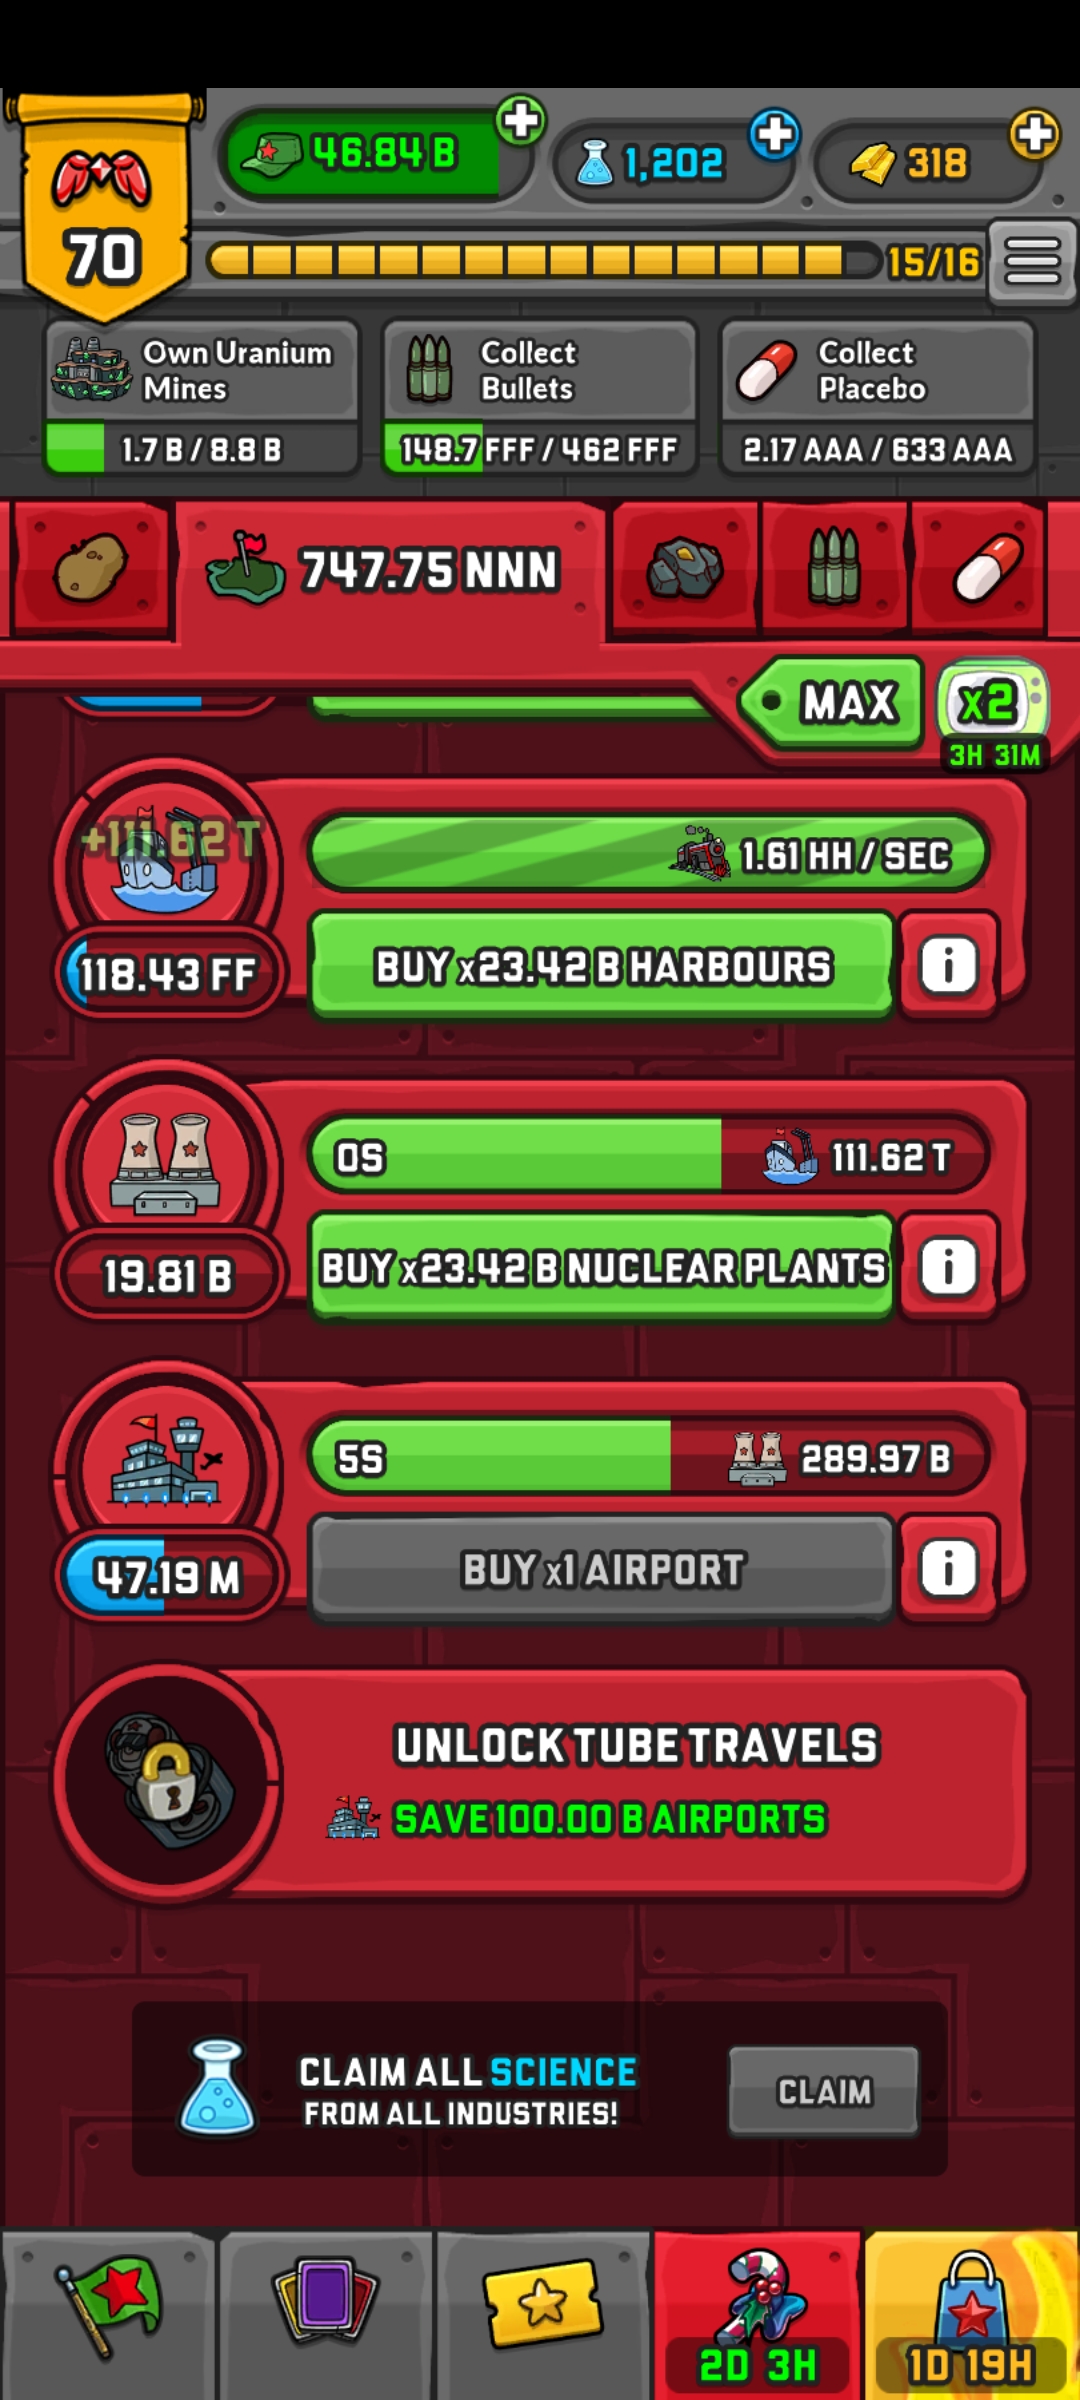 46.84 B
1,202
318
70
15/16
Own Uranium
Mines
1.7 B / 8.8 B
Collect
Bullets
148.7 FFF / 462 FFF
Collect
Placebo
2.17 AAA / 633 AAA
747.75 NNN
MAX
x2
3H 31M
+111.62 T
1.61 HH / SEC
118.43 FF
BUY x23.42 B HARBOURS
i
0S
111.62 T
19.81 B
BUY x23.42 B NUCLEAR PLANTS
i
5S
289.97 B
47.19 M
BUY x1 AIRPORT
i
UNLOCK TUBE TRAVELS
SAVE 100.00 B AIRPORTS
CLAIM ALL SCIENCE
FROM ALL INDUSTRIES!
CLAIM
2D 3H
1D 19H